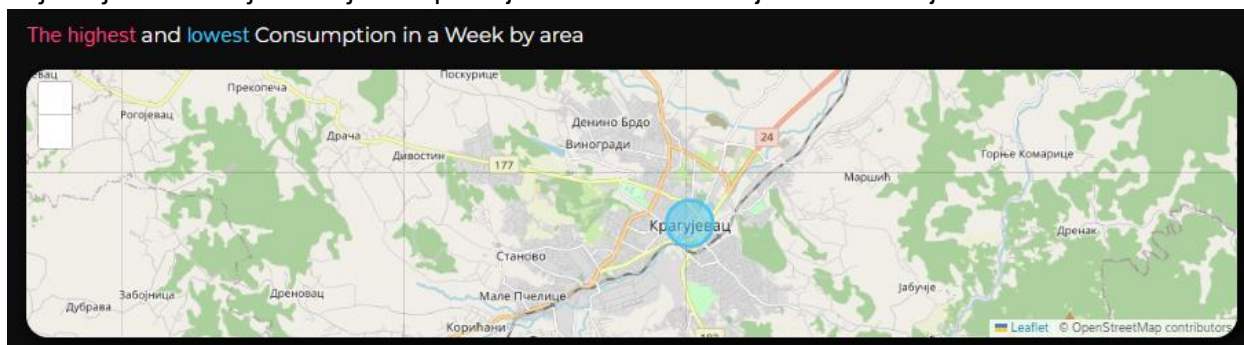 The highest and lowest Consumption in a Week by area
Поскурице
Прекопеча
Рогојевац
Драча
Денино Брдо
Виногради
24
Дивостин
177
Горње Комарице
Маршић
Крагујевац
Дренак
Станово
Забојница
Дреновац
Мале Пчелице
Јабучје
Дубрава
Корићани
Leaflet © OpenStreetMap contributors